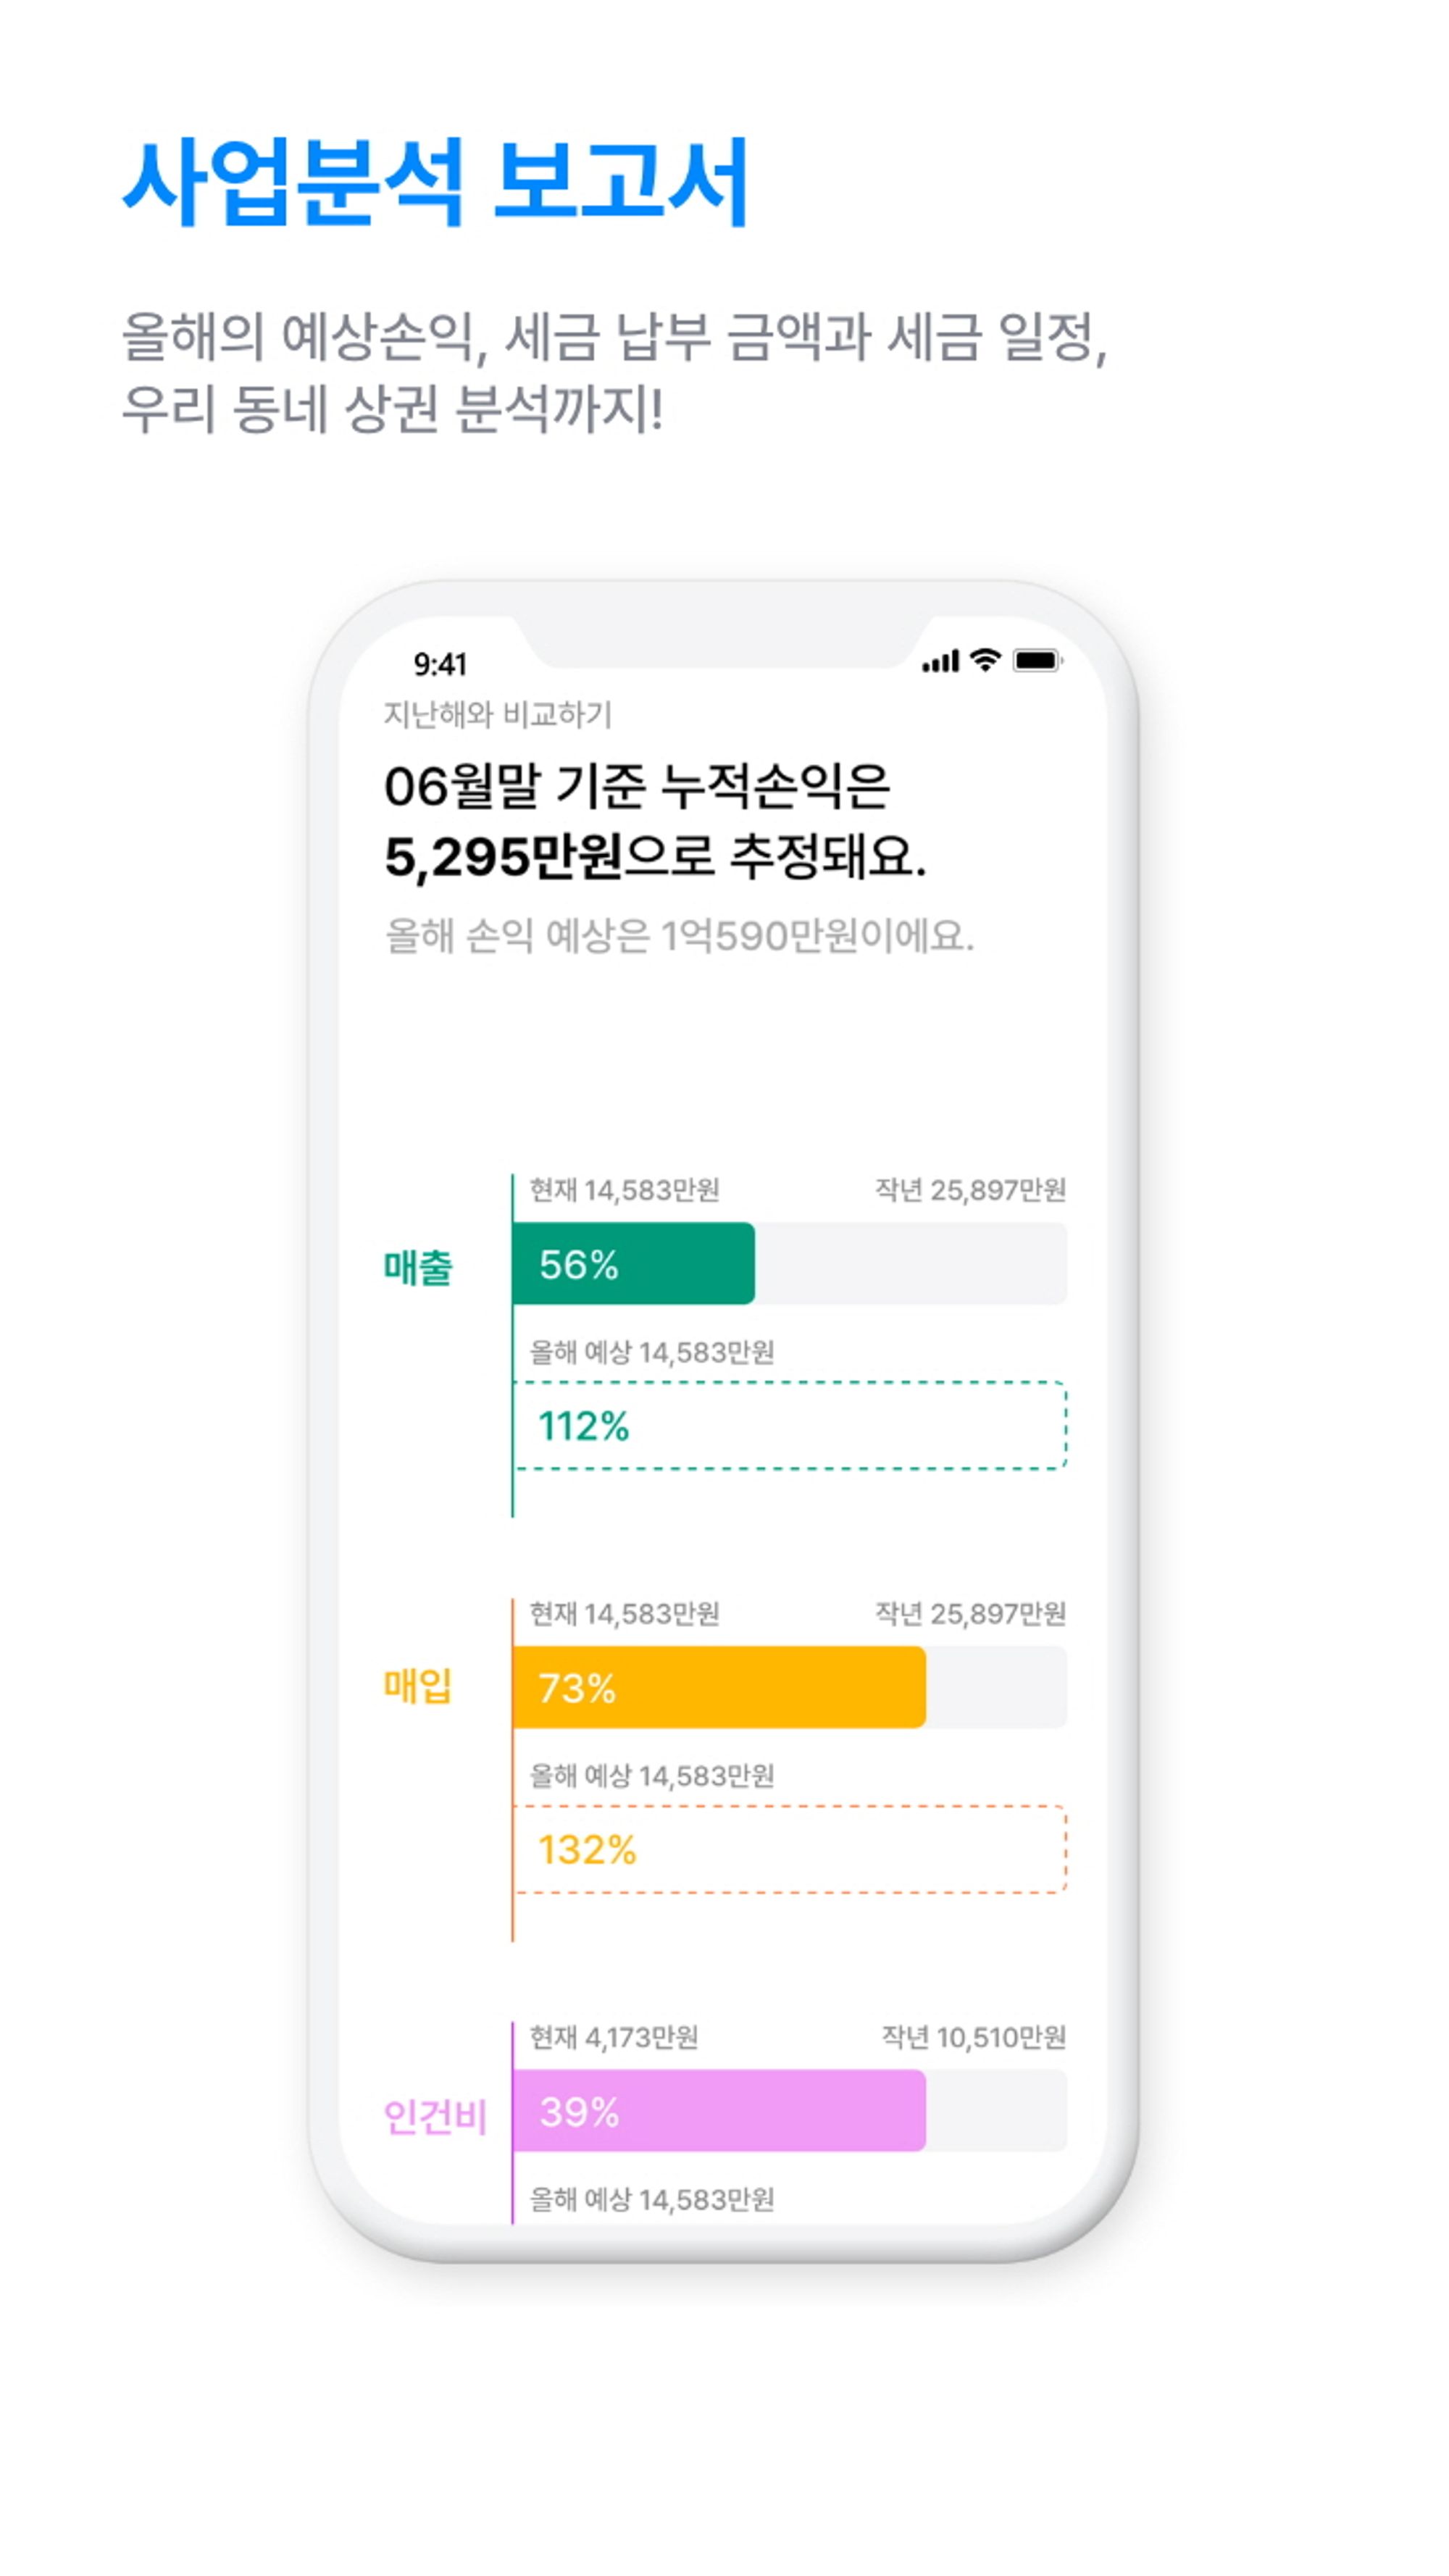 사업분석 보고서
올해의 예상손익, 세금 납부 금액과 세금 일정,
우리 동네 상권 분석까지!
9:41
지난해와 비교하기
06월말 기준 누적손익은
5,295만원으로 추정돼요.
올해 손익 예상은 1억590만원이에요.
현재 14,583만원 작년 25,897만원
매출 56%
올해 예상 14,583만원
112%
현재 14,583만원 작년 25,897만원
매입 73%
올해 예상 14,583만원
132%
현재 4,173만원 작년 10,510만원
인건비 39%
올해 예상 14,583만원